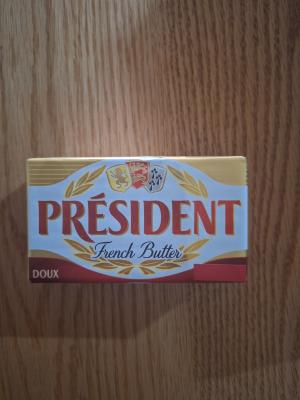 PRÉSIDENT
French Butter
DOUX